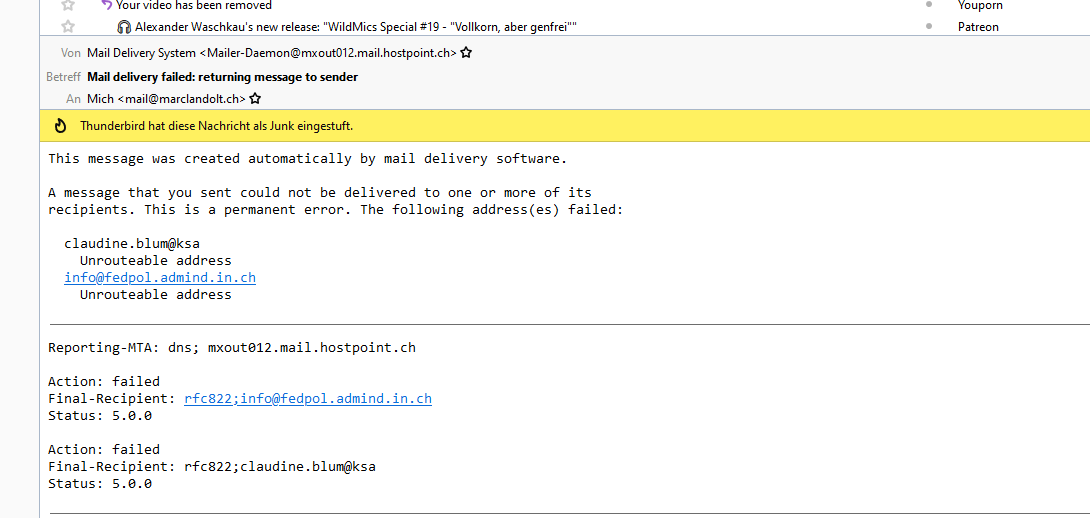 Your video has been removed Youporn
Alexander Waschkau's new release: "WildMics Special #19 - "Vollkorn, aber genfrei"" Patreon
Von Mail Delivery System <Mailer-Daemon@mxout012.mail.hostpoint.ch>
Betreff Mail delivery failed: returning message to sender
An Mich <mail@marclandolt.ch>
Thunderbird hat diese Nachricht als Junk eingestuft.
This message was created automatically by mail delivery software.
A message that you sent could not be delivered to one or more of its
recipients. This is a permanent error. The following address(es) failed:
claudine.blum@ksa
Unrouteable address
info@fedpol.admind.in.ch
Unrouteable address
Reporting-MTA: dns; mxout012.mail.hostpoint.ch
Action: failed
Final-Recipient: rfc822;info@fedpol.admind.in.ch
Status: 5.0.0
Action: failed
Final-Recipient: rfc822;claudine.blum@ksa
Status: 5.0.0